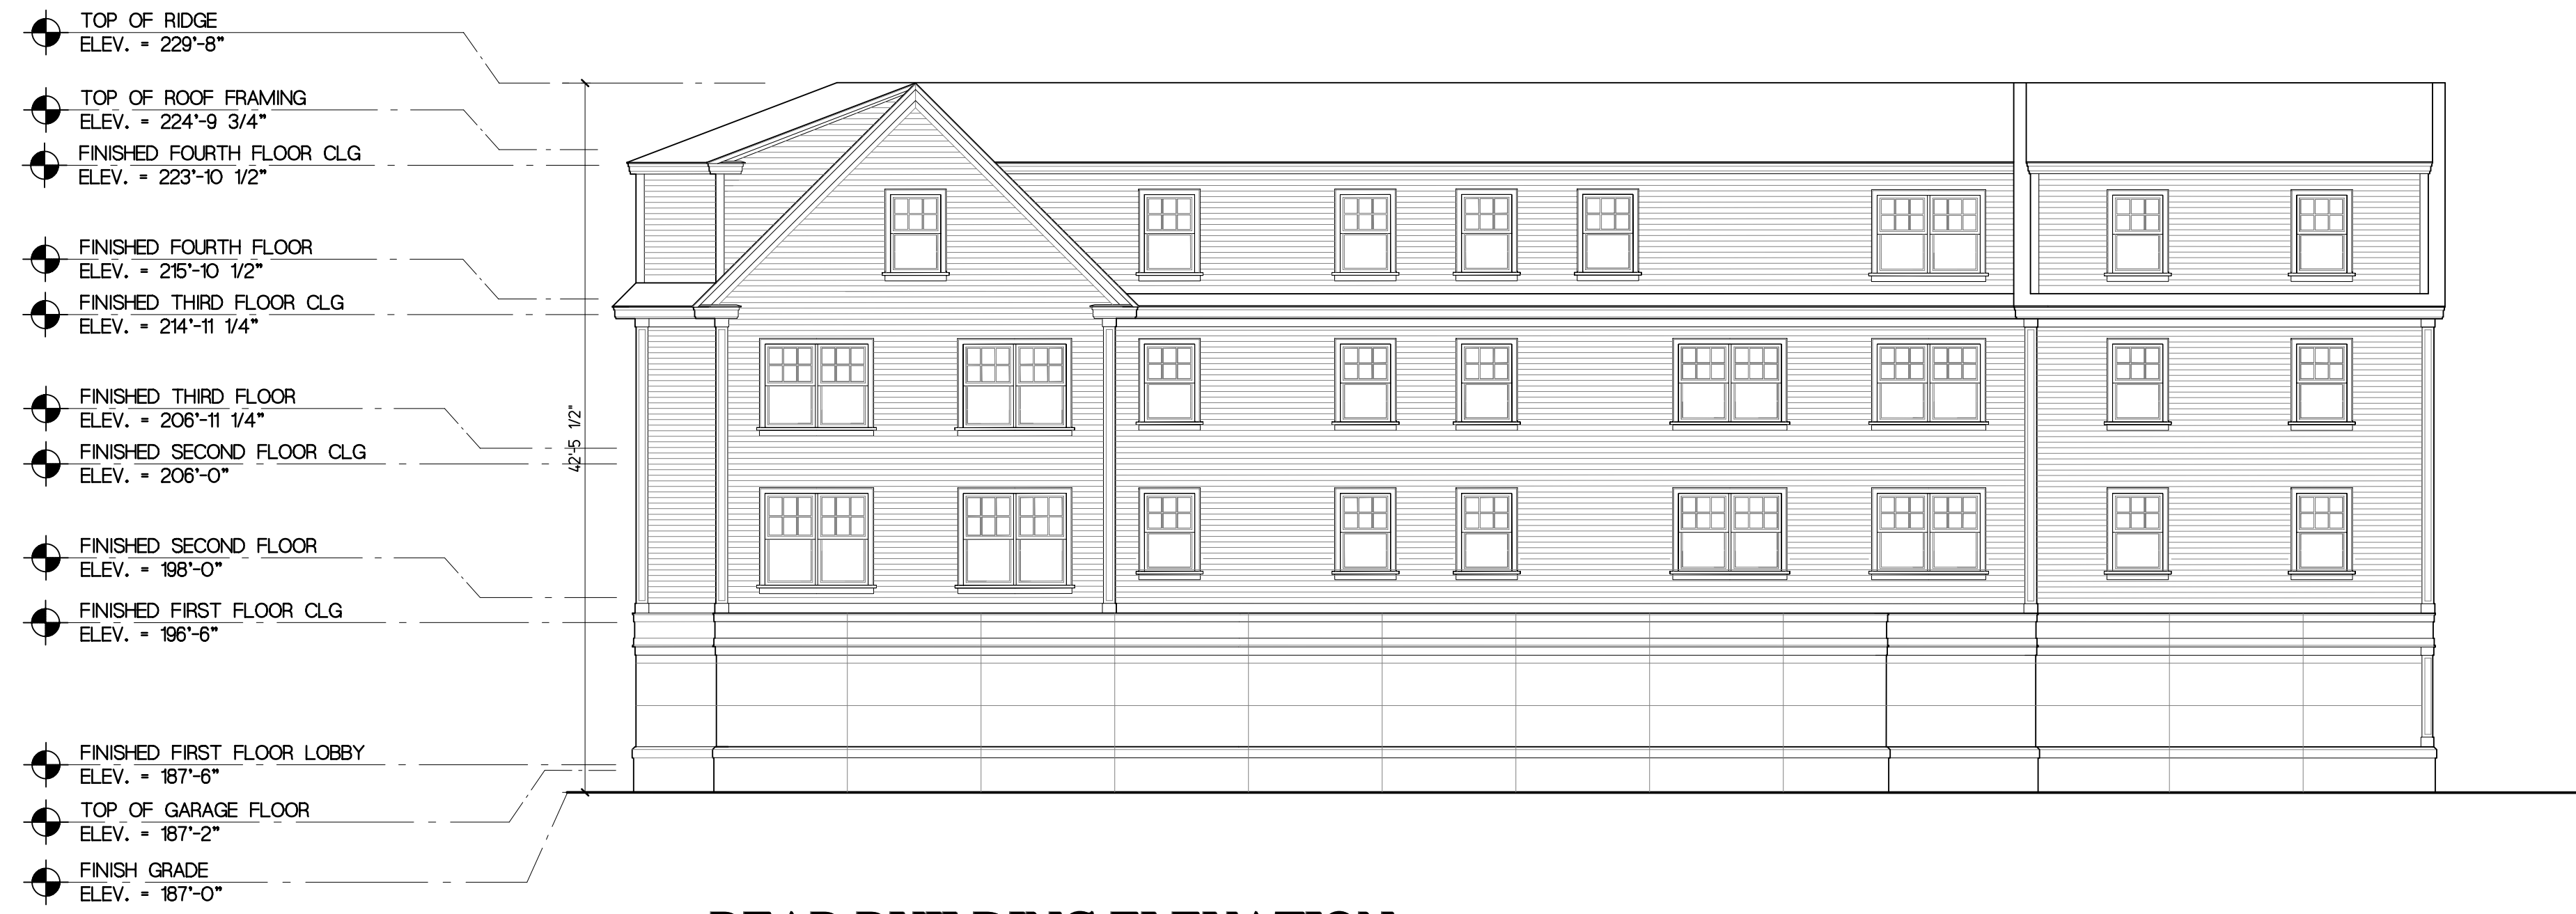 TOP OF RIDGE
ELEV. = 229'-8"
TOP OF ROOF FRAMING
ELEV. = 224'-9 3/4"
FINISHED FOURTH FLOOR CLG
ELEV. = 223'-10 1/2"
FINISHED FOURTH FLOOR
ELEV. = 215'-10 1/2"
FINISHED THIRD FLOOR CLG
ELEV. = 214'-11 1/4"
FINISHED THIRD FLOOR
ELEV. = 206'-11 1/4"
FINISHED SECOND FLOOR CLG
ELEV. = 206'-0"
FINISHED SECOND FLOOR
ELEV. = 198'-0"
FINISHED FIRST FLOOR CLG
ELEV. = 196'-6"
FINISHED FIRST FLOOR LOBBY
ELEV. = 187'-6"
TOP OF GARAGE FLOOR
ELEV. = 187'-2"
FINISH GRADE
ELEV. = 187'-0"
42'-5 1/2"
REAR BUILDING ELEVATION